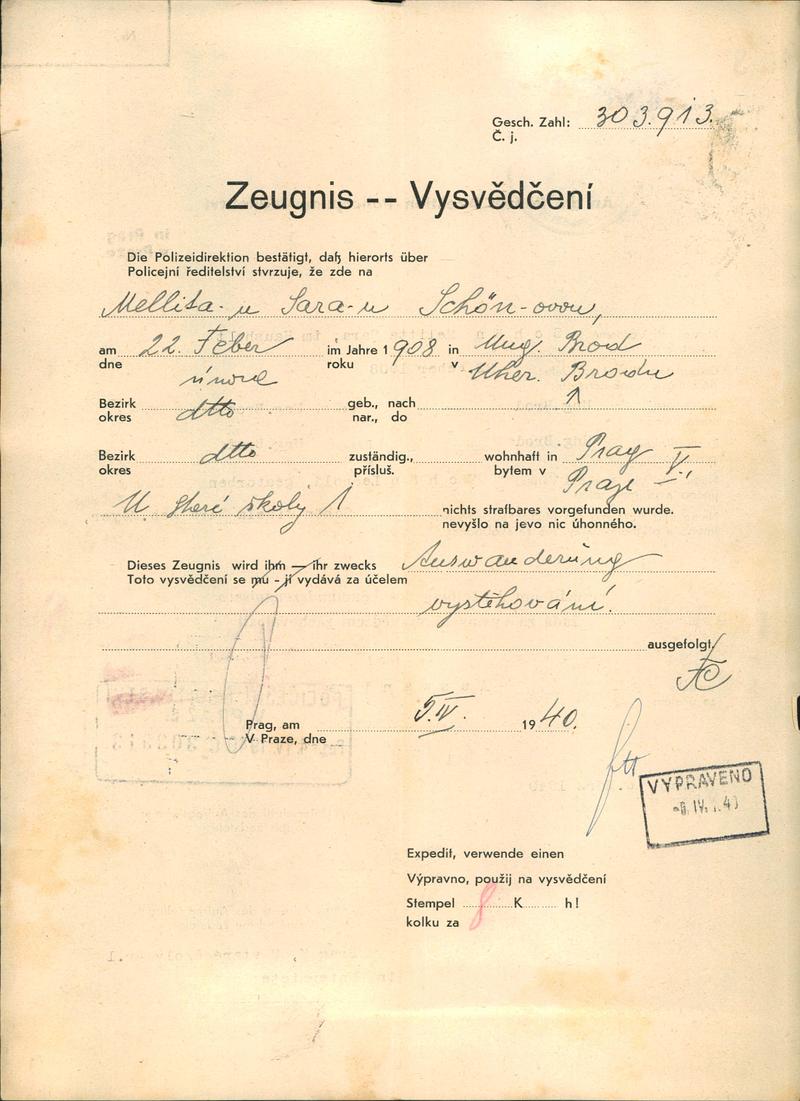 Gesch. Zahl: 303.913.
Č. j.
Zeugnis -- Vysvědčení
Die Polizeidirektion bestätigt, daß hierorts über
Policejní ředitelství stvrzuje, že zde na
Mellita-u Sara-u Schön-ovou,
am 22. Feber im Jahre 1908 in Ung. Brod
dne února roku v Uher. Brodu
Bezirk dtto geb., nach
okres nar., do
Bezirk dtto zuständig., wohnhaft in Prag V.,
okres přísluš. bytem v Praze
U staré školy 1 nichts strafbares vorgefunden wurde.
nevyšlo na jevo nic úhonného.
Dieses Zeugnis wird ihm — ihr zwecks Auswanderung
Toto vysvědčení se mu - jí vydává za účelem
vystěhování.
ausgefolgt
Prag, am 5.IV. 1940.
V Praze, dne
VYPRAVENO
Expedit, verwende einen
Výpravno, použij na vysvědčení
Stempel 8 K h!
kolku za